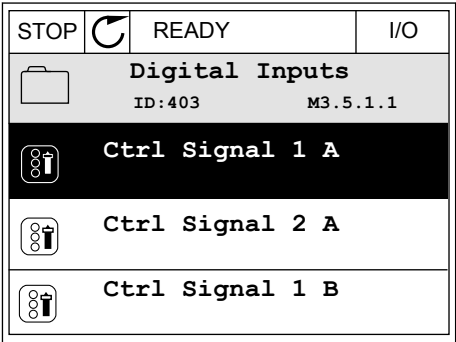 STOP READY I/O
Digital Inputs
ID:403 M3.5.1.1
Ctrl Signal 1 A
Ctrl Signal 2 A
Ctrl Signal 1 B